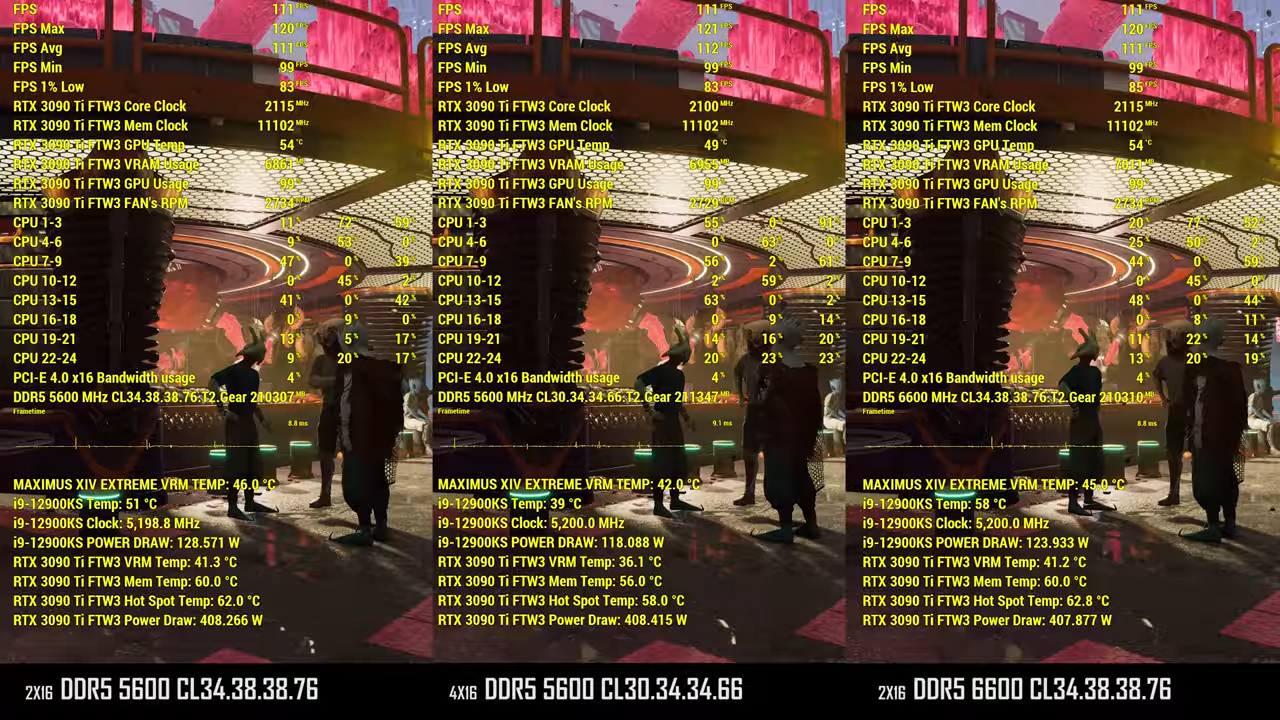 FPS 111 FPS
FPS Max 120 FPS
FPS Avg 111 FPS
FPS Min 99 FPS
FPS 1% Low 83 FPS
RTX 3090 Ti FTW3 Core Clock 2115 MHz
RTX 3090 Ti FTW3 Mem Clock 11102 MHz
RTX 3090 Ti FTW3 GPU Temp 54 °C
RTX 3090 Ti FTW3 VRAM Usage 6861 MB
RTX 3090 Ti FTW3 GPU Usage 99 %
RTX 3090 Ti FTW3 FAN's RPM 2734 RPM
CPU 1-3 11 % 72 % 59 %
CPU 4-6 9 % 53 % 0 %
CPU 7-9 47 % 0 % 39 %
CPU 10-12 0 % 45 % 2 %
CPU 13-15 41 % 0 % 42 %
CPU 16-18 0 % 9 % 0 %
CPU 19-21 13 % 5 % 17 %
CPU 22-24 9 % 20 % 17 %
PCI-E 4.0 x16 Bandwidth usage 4 %
DDR5 5600 MHz CL34.38.38.76:T2.Gear 210307 MB
Frametime
8.8 ms
MAXIMUS XIV EXTREME VRM TEMP: 46.0 °C
i9-12900KS Temp: 51 °C
i9-12900KS Clock: 5,198.8 MHz
i9-12900KS POWER DRAW: 128.571 W
RTX 3090 Ti FTW3 VRM Temp: 41.3 °C
RTX 3090 Ti FTW3 Mem Temp: 60.0 °C
RTX 3090 Ti FTW3 Hot Spot Temp: 62.0 °C
RTX 3090 Ti FTW3 Power Draw: 408.266 W
2X16 DDR5 5600 CL34.38.38.76
FPS 111 FPS
FPS Max 121 FPS
FPS Avg 112 FPS
FPS Min 99 FPS
FPS 1% Low 83 FPS
RTX 3090 Ti FTW3 Core Clock 2100 MHz
RTX 3090 Ti FTW3 Mem Clock 11102 MHz
RTX 3090 Ti FTW3 GPU Temp 49 °C
RTX 3090 Ti FTW3 VRAM Usage 6955 MB
RTX 3090 Ti FTW3 GPU Usage 99 %
RTX 3090 Ti FTW3 FAN's RPM 2729 RPM
CPU 1-3 55 % 0 % 91 %
CPU 4-6 0 % 63 % 0 %
CPU 7-9 56 % 2 % 61 %
CPU 10-12 2 % 59 % 2 %
CPU 13-15 63 % 0 % 2 %
CPU 16-18 0 % 9 % 14 %
CPU 19-21 14 % 16 % 20 %
CPU 22-24 20 % 23 % 23 %
PCI-E 4.0 x16 Bandwidth usage 4 %
DDR5 5600 MHz CL30.34.34.66:T2.Gear 211347 MB
Frametime
9.1 ms
MAXIMUS XIV EXTREME VRM TEMP: 42.0 °C
i9-12900KS Temp: 39 °C
i9-12900KS Clock: 5,200.0 MHz
i9-12900KS POWER DRAW: 118.088 W
RTX 3090 Ti FTW3 VRM Temp: 36.1 °C
RTX 3090 Ti FTW3 Mem Temp: 56.0 °C
RTX 3090 Ti FTW3 Hot Spot Temp: 58.0 °C
RTX 3090 Ti FTW3 Power Draw: 408.415 W
4X16 DDR5 5600 CL30.34.34.66
FPS 111 FPS
FPS Max 120 FPS
FPS Avg 111 FPS
FPS Min 99 FPS
FPS 1% Low 85 FPS
RTX 3090 Ti FTW3 Core Clock 2115 MHz
RTX 3090 Ti FTW3 Mem Clock 11102 MHz
RTX 3090 Ti FTW3 GPU Temp 54 °C
RTX 3090 Ti FTW3 VRAM Usage 7011 MB
RTX 3090 Ti FTW3 GPU Usage 99 %
RTX 3090 Ti FTW3 FAN's RPM 2734 RPM
CPU 1-3 20 % 77 % 52 %
CPU 4-6 25 % 50 % 2 %
CPU 7-9 44 % 0 % 59 %
CPU 10-12 0 % 45 % 0 %
CPU 13-15 48 % 0 % 44 %
CPU 16-18 0 % 8 % 11 %
CPU 19-21 11 % 22 % 14 %
CPU 22-24 13 % 20 % 19 %
PCI-E 4.0 x16 Bandwidth usage 4 %
DDR5 6600 MHz CL34.38.38.76:T2.Gear 210310 MB
Frametime
8.8 ms
MAXIMUS XIV EXTREME VRM TEMP: 45.0 °C
i9-12900KS Temp: 58 °C
i9-12900KS Clock: 5,200.0 MHz
i9-12900KS POWER DRAW: 123.933 W
RTX 3090 Ti FTW3 VRM Temp: 41.2 °C
RTX 3090 Ti FTW3 Mem Temp: 60.0 °C
RTX 3090 Ti FTW3 Hot Spot Temp: 62.8 °C
RTX 3090 Ti FTW3 Power Draw: 407.877 W
2X16 DDR5 6600 CL34.38.38.76